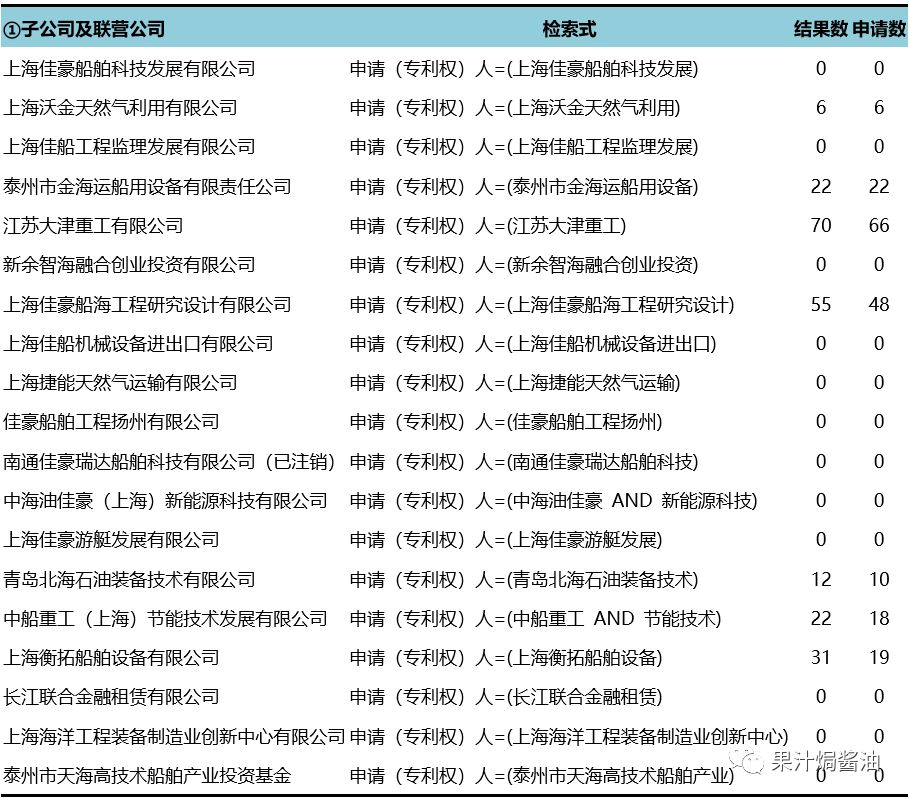 ①子公司及联营公司 检索式 结果数 申请数
上海佳豪船舶科技发展有限公司 申请（专利权）人=(上海佳豪船舶科技发展) 0 0
上海沃金天然气利用有限公司 申请（专利权）人=(上海沃金天然气利用) 6 6
上海佳船工程监理发展有限公司 申请（专利权）人=(上海佳船工程监理发展) 0 0
泰州市金海运船用设备有限责任公司 申请（专利权）人=(泰州市金海运船用设备) 22 22
江苏大津重工有限公司 申请（专利权）人=(江苏大津重工) 70 66
新余智海融合创业投资有限公司 申请（专利权）人=(新余智海融合创业投资) 0 0
上海佳豪船海工程研究设计有限公司 申请（专利权）人=(上海佳豪船海工程研究设计) 55 48
上海佳船机械设备进出口有限公司 申请（专利权）人=(上海佳船机械设备进出口) 0 0
上海捷能天然气运输有限公司 申请（专利权）人=(上海捷能天然气运输) 0 0
佳豪船舶工程扬州有限公司 申请（专利权）人=(佳豪船舶工程扬州) 0 0
南通佳豪瑞达船舶科技有限公司（已注销） 申请（专利权）人=(南通佳豪瑞达船舶科技) 0 0
中海油佳豪（上海）新能源科技有限公司 申请（专利权）人=(中海油佳豪 AND 新能源科技) 0 0
上海佳豪游艇发展有限公司 申请（专利权）人=(上海佳豪游艇发展) 0 0
青岛北海石油装备技术有限公司 申请（专利权）人=(青岛北海石油装备技术) 12 10
中船重工（上海）节能技术发展有限公司 申请（专利权）人=(中船重工 AND 节能技术) 22 18
上海衡拓船舶设备有限公司 申请（专利权）人=(上海衡拓船舶设备) 31 19
长江联合金融租赁有限公司 申请（专利权）人=(长江联合金融租赁) 0 0
上海海洋工程装备制造业创新中心有限公司 申请（专利权）人=(上海海洋工程装备制造业创新中心) 0 0
泰州市天海高技术船舶产业投资基金 申请（专利权）人=(泰州市天海高技术船舶产业) 0 0
果汁焗酱油